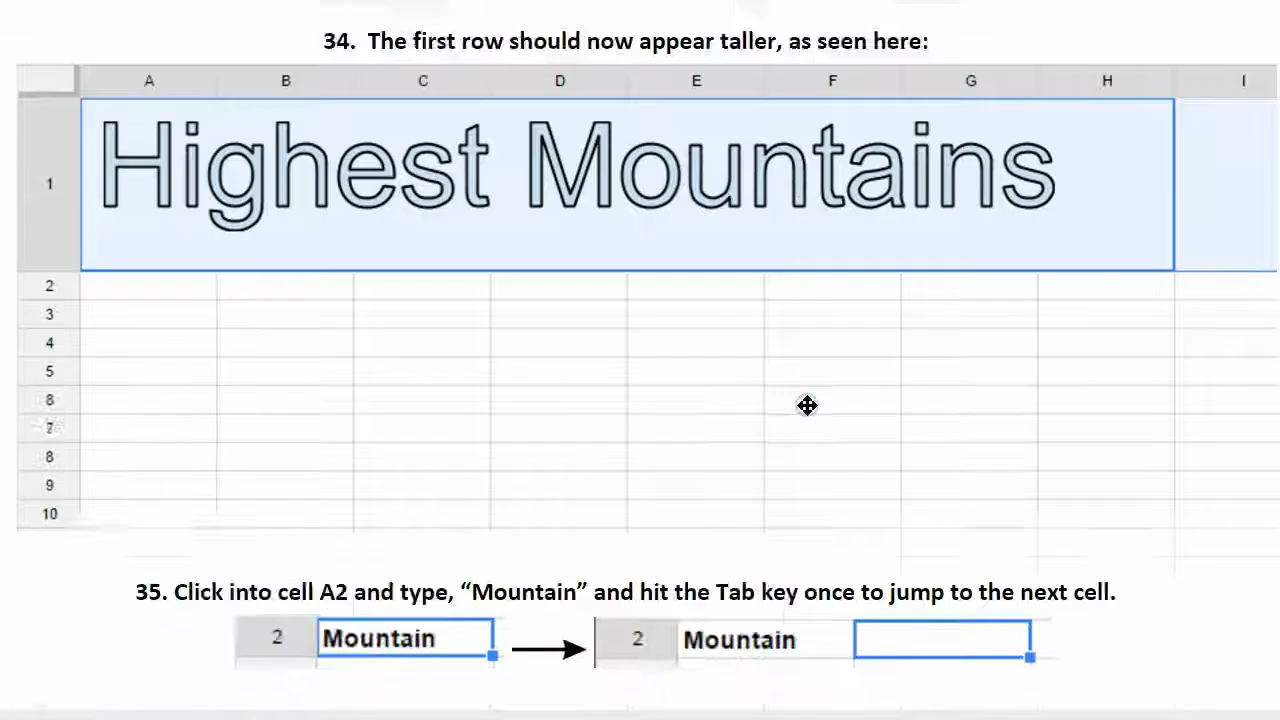 34. The first row should now appear taller, as seen here:
A B C D E F G H I
1 Highest Mountains
2
3
4
5
8
7
8
9
10
35. Click into cell A2 and type, “Mountain” and hit the Tab key once to jump to the next cell.
2 Mountain 2 Mountain